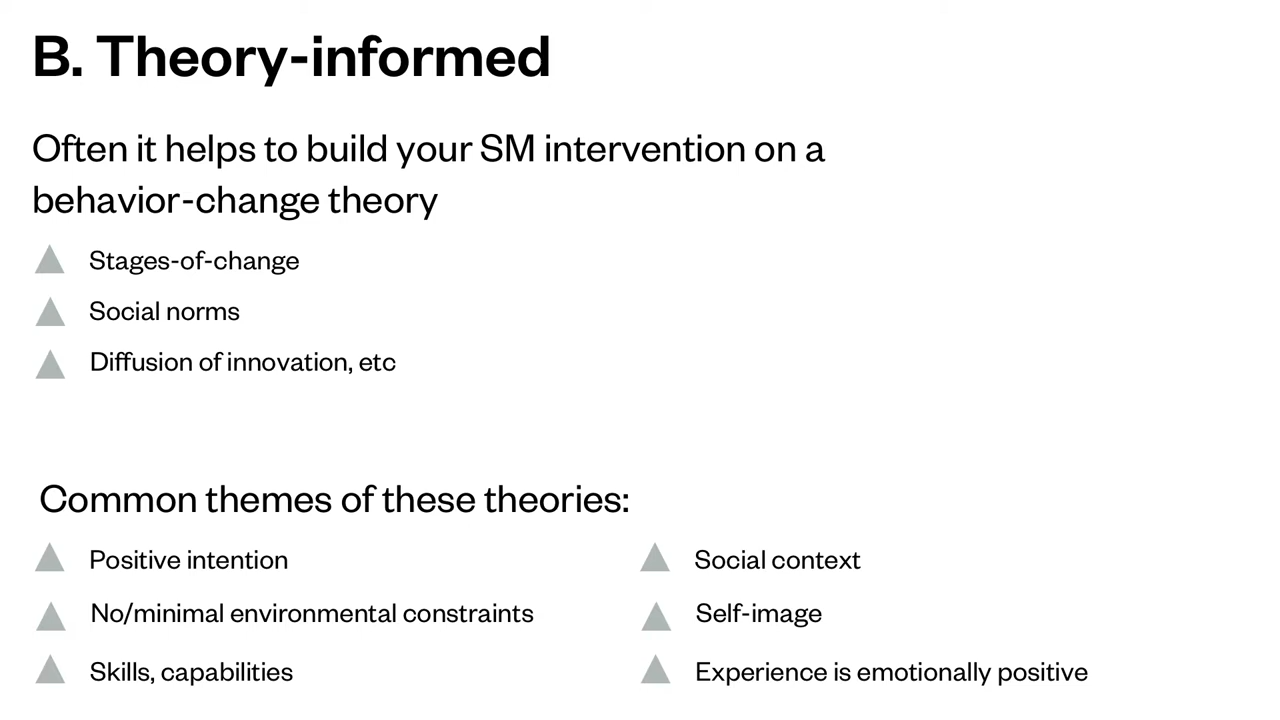 B. Theory-informed
Often it helps to build your SM intervention on a
behavior-change theory
Stages-of-change
Social norms
Diffusion of innovation, etc
Common themes of these theories:
Positive intention
No/minimal environmental constraints
Skills, capabilities
Social context
Self-image
Experience is emotionally positive